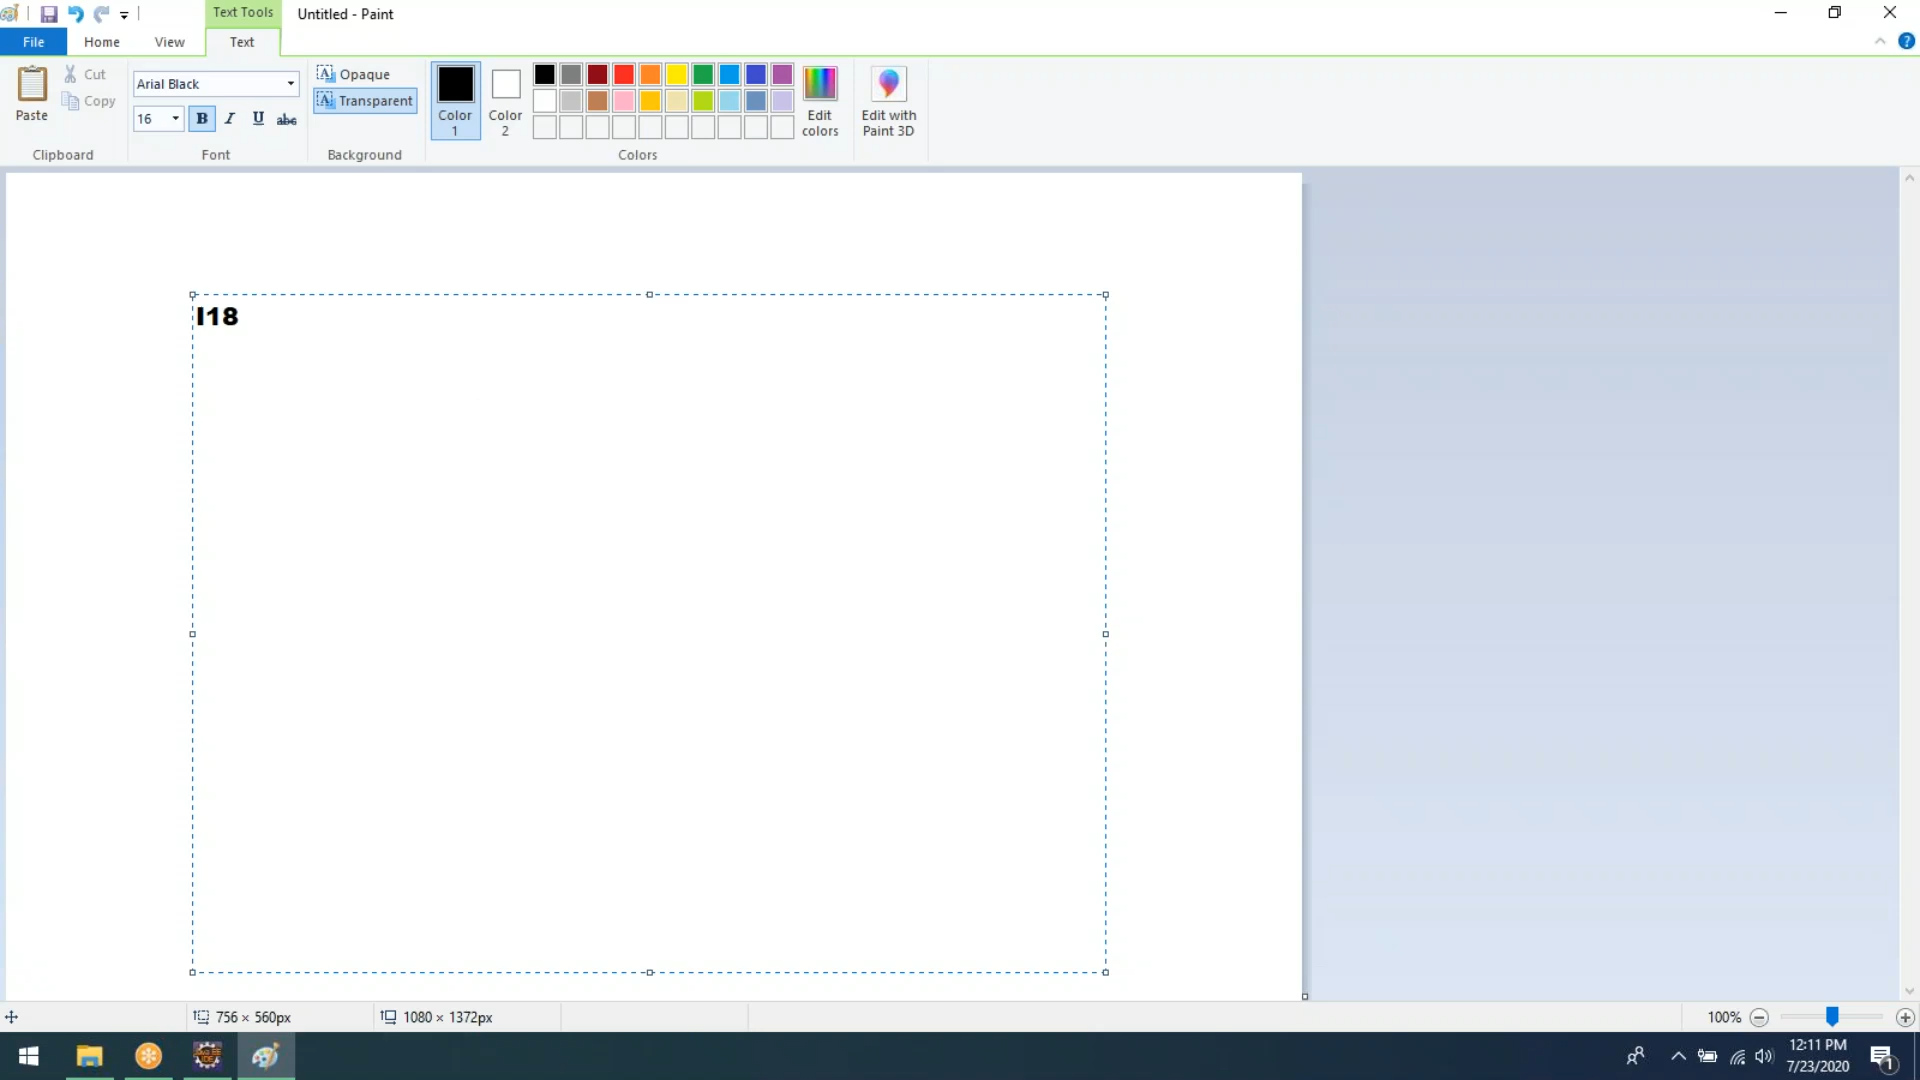 Text Tools
Untitled - Paint
File
Home
View
Text
Paste
Cut
Copy
Clipboard
Arial Black
16
B
I
U
abc
Font
Opaque
Transparent
Background
Color
1
Color
2
Colors
Edit
colors
Edit with
Paint 3D
I18
756 × 560px
1080 × 1372px
100%
12:11 PM
7/23/2020
1